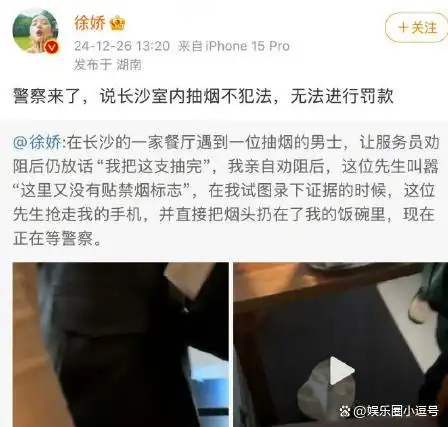 徐娇
+关注
24-12-26 13:20 来自iPhone 15 Pro
发布于 湖南
警察来了，说长沙室内抽烟不犯法，无法进行罚款
@徐娇:在长沙的一家餐厅遇到一位抽烟的男士，让服务员劝
阻后仍放话“我把这支抽完”，我亲自劝阻后，这位先生叫嚣
“这里又没有贴禁烟标志”，在我试图录下证据的时候，这位
先生抢走我的手机，并直接把烟头扔在了我的饭碗里，现在
正在等警察。
@娱乐圈小逗号